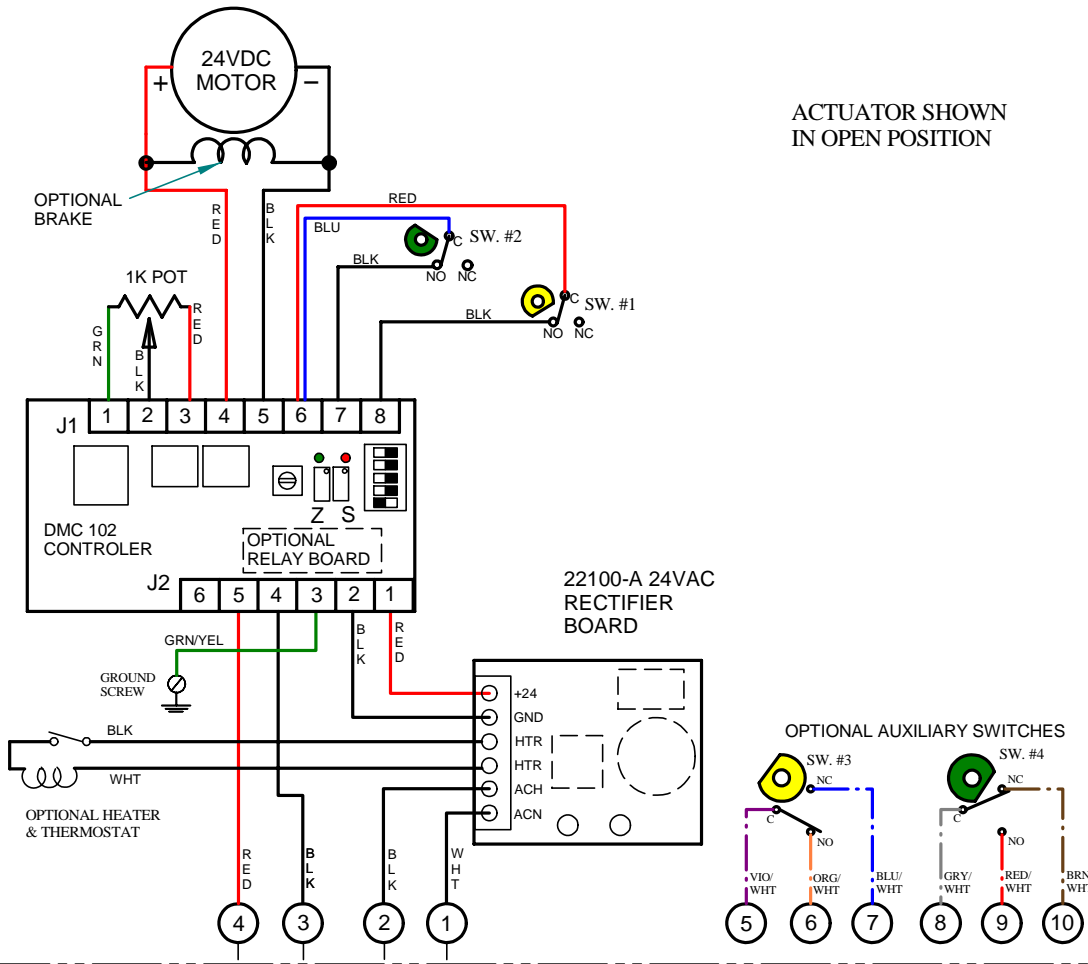 24VDC
MOTOR
+
−
ACTUATOR SHOWN
IN OPEN POSITION
OPTIONAL
BRAKE
RED
BLK
RED
BLU
C
SW. #2
BLK
NO
NC
C
SW. #1
BLK
NO
NC
1K POT
GRN
BLK
RED
J1
1 2 3 4 5 6 7 8
Z S
DMC 102
CONTROLER
OPTIONAL
RELAY BOARD
J2
6 5 4 3 2 1
GRN/YEL
BLK
RED
GROUND
SCREW
22100-A 24VAC
RECTIFIER
BOARD
+24
GND
HTR
HTR
ACH
ACN
BLK
WHT
OPTIONAL HEATER
& THERMOSTAT
RED
BLK
BLK
WHT
4 3 2 1
OPTIONAL AUXILIARY SWITCHES
SW. #3
NC
C
NO
SW. #4
NC
C
NO
VIO/
WHT
ORG/
WHT
BLU/
WHT
GRY/
WHT
RED/
WHT
BRN
WHT
5 6 7 8 9 10